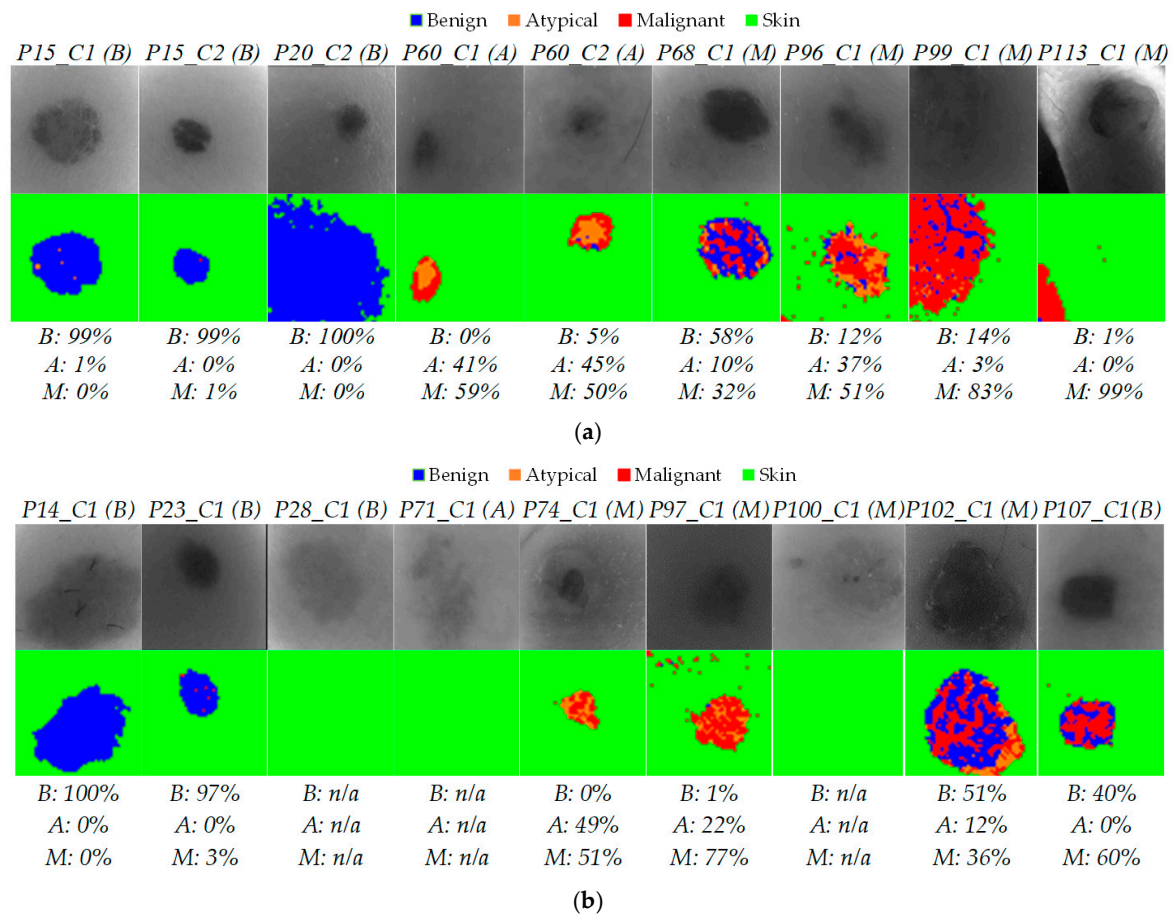 Benign Atypical Malignant Skin
P15_C1 (B) P15_C2 (B) P20_C2 (B) P60_C1 (A) P60_C2 (A) P68_C1 (M) P96_C1 (M) P99_C1 (M) P113_C1 (M)
B: 99% B: 99% B: 100% B: 0% B: 5% B: 58% B: 12% B: 14% B: 1%
A: 1% A: 0% A: 0% A: 41% A: 45% A: 10% A: 37% A: 3% A: 0%
M: 0% M: 1% M: 0% M: 59% M: 50% M: 32% M: 51% M: 83% M: 99%
(a)
Benign Atypical Malignant Skin
P14_C1 (B) P23_C1 (B) P28_C1 (B) P71_C1 (A) P74_C1 (M) P97_C1 (M) P100_C1 (M) P102_C1 (M) P107_C1(B)
B: 100% B: 97% B: n/a B: n/a B: 0% B: 1% B: n/a B: 51% B: 40%
A: 0% A: 0% A: n/a A: n/a A: 49% A: 22% A: n/a A: 12% A: 0%
M: 0% M: 3% M: n/a M: n/a M: 51% M: 77% M: n/a M: 36% M: 60%
(b)